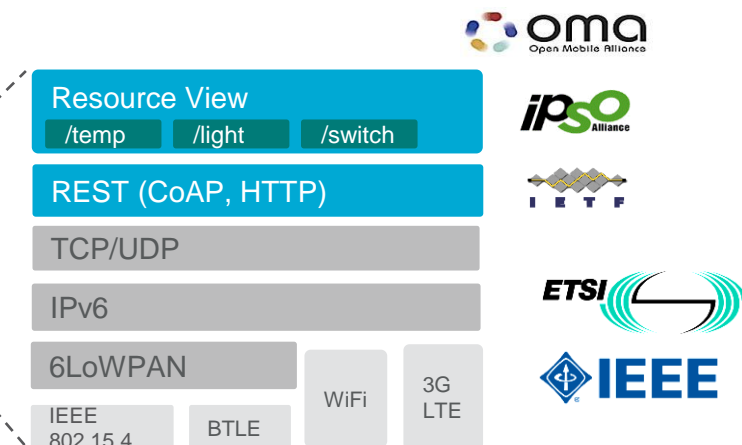 oma
Open Mobile Alliance
Resource View
/temp /light /switch
ipso
Alliance
REST (CoAP, HTTP)
IETF
TCP/UDP
ETSI
IPv6
6LoWPAN
IEEE
WiFi
3G
LTE
IEEE
802.15.4
BTLE